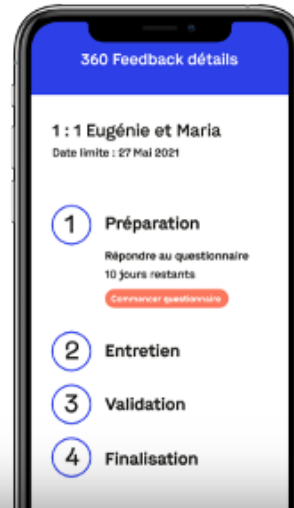 360 Feedback détails
1 : 1 Eugénie et Maria
Date limite : 27 Mai 2021
1 Préparation
Répondre au questionnaire
10 jours restants
Commencer questionnaire
2 Entretien
3 Validation
4 Finalisation